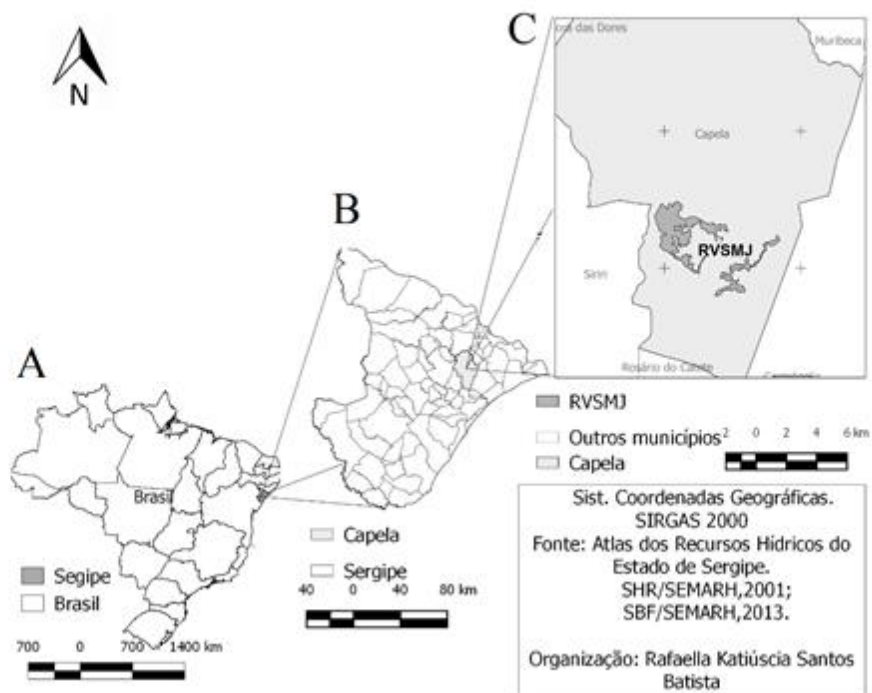 N
A
Brasil
Segipe
Brasil
700 0 700 1400 km
B
Capela
Sergipe
40 0 40 80 km
C
das Dores
Muribeca
Capela
RVSMJ
Siriri
Rosário do Catete
RVSMJ
Outros municípios
Capela
2 0 2 4 6 km
Sist. Coordenadas Geográficas.
SIRGAS 2000
Fonte: Atlas dos Recursos Hídricos do
Estado de Sergipe.
SHR/SEMARH,2001;
SBF/SEMARH,2013.
Organização: Rafaella Katiúscia Santos
Batista